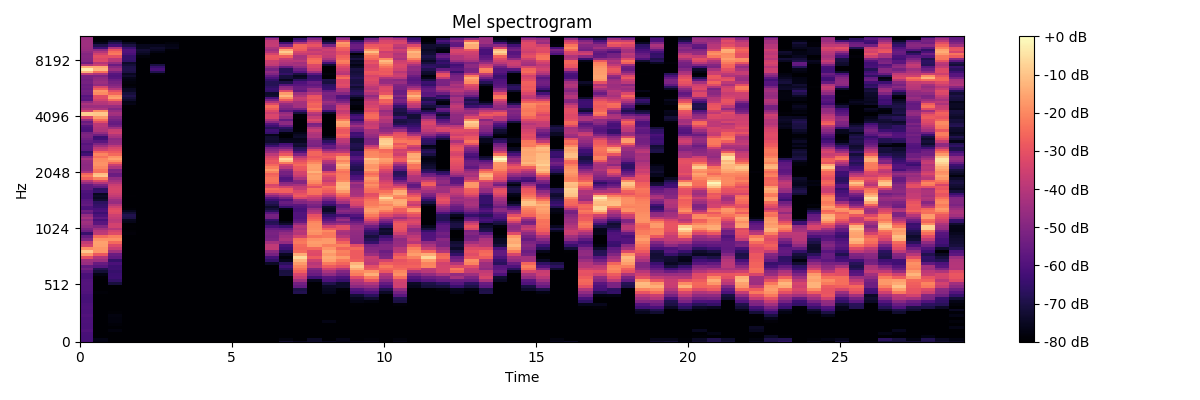 Mel spectrogram
+0 dB
8192
-10 dB
4096
-20 dB
-30 dB
2048
-40 dB
Hz
1024
-50 dB
-60 dB
512
-70 dB
0
-80 dB
0 5 10 15 20 25
Time